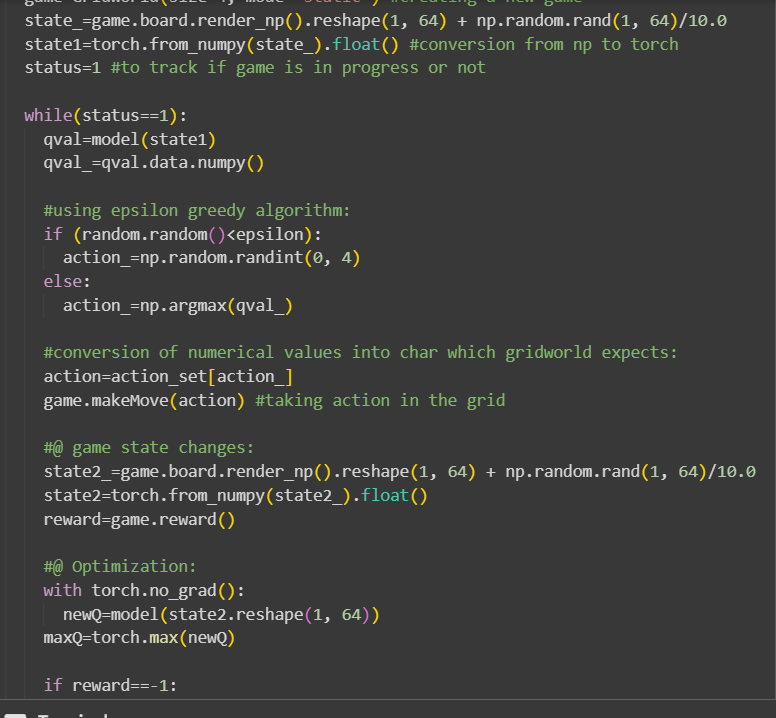 state_=game.board.render_np().reshape(1, 64) + np.random.rand(1, 64)/10.0
state1=torch.from_numpy(state_).float() #conversion from np to torch
status=1 #to track if game is in progress or not
while(status==1):
qval=model(state1)
qval_=qval.data.numpy()
#using epsilon greedy algorithm:
if (random.random()<epsilon):
action_=np.random.randint(0, 4)
else:
action_=np.argmax(qval_)
#conversion of numerical values into char which gridworld expects:
action=action_set[action_]
game.makeMove(action) #taking action in the grid
#@ game state changes:
state2_=game.board.render_np().reshape(1, 64) + np.random.rand(1, 64)/10.0
state2=torch.from_numpy(state2_).float()
reward=game.reward()
#@ Optimization:
with torch.no_grad():
newQ=model(state2.reshape(1, 64))
maxQ=torch.max(newQ)
if reward==-1: